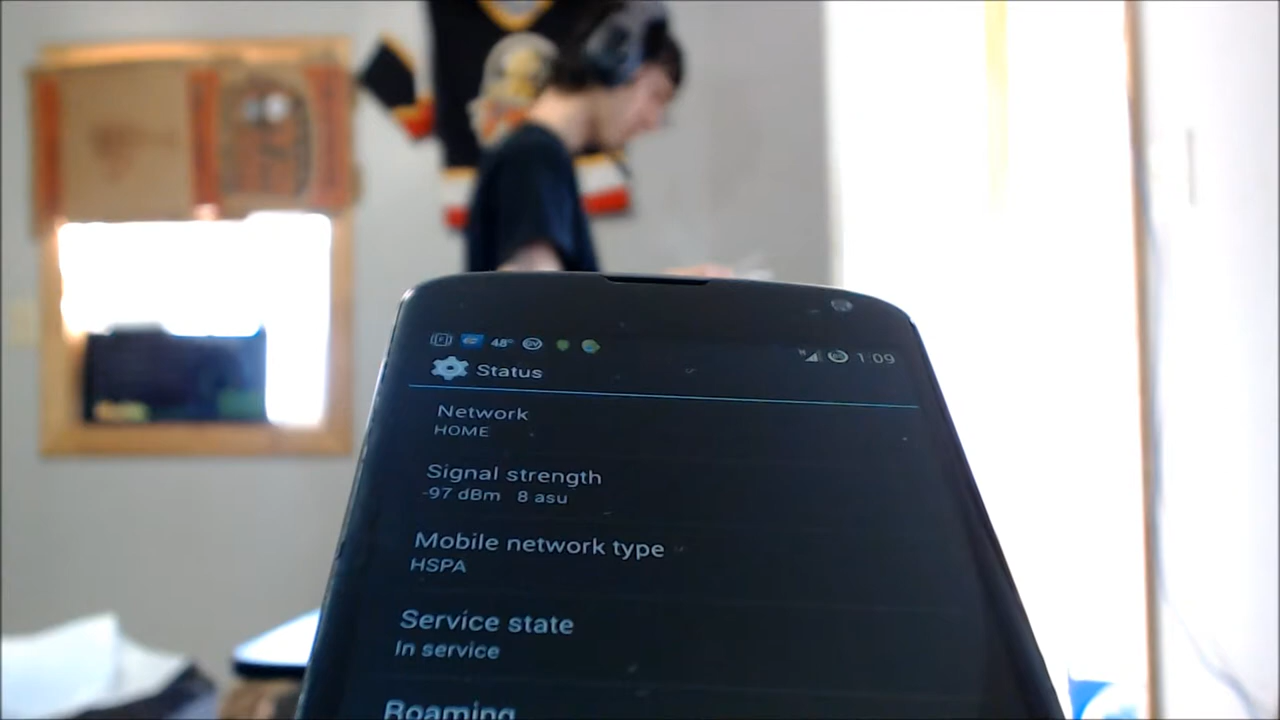 48° 1:09
Status
Network
HOME
Signal strength
-97 dBm 8 asu
Mobile network type
HSPA
Service state
In service
Roaming